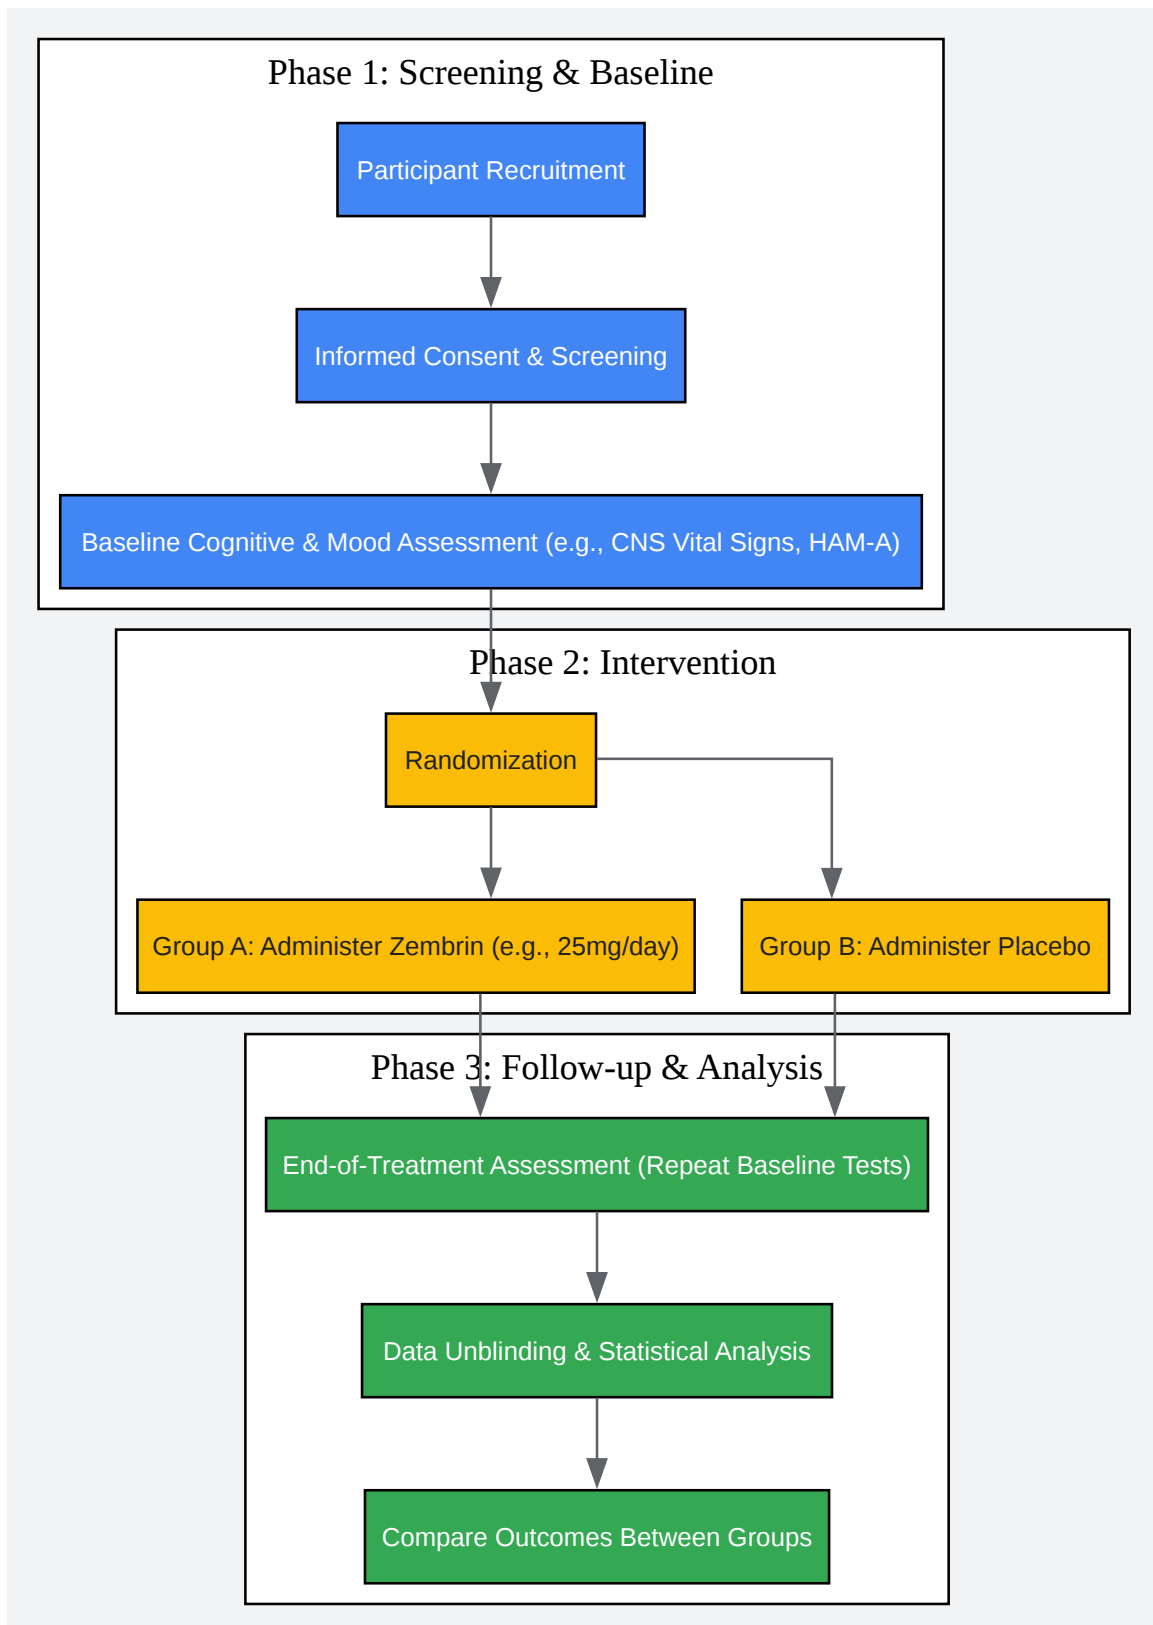 Phase 1: Screening & Baseline
Participant Recruitment
Informed Consent & Screening
Baseline Cognitive & Mood Assessment (e.g., CNS Vital Signs, HAM-A)
Phase 2: Intervention
Randomization
Group A: Administer Zembrin (e.g., 25mg/day)
Group B: Administer Placebo
Phase 3: Follow-up & Analysis
End-of-Treatment Assessment (Repeat Baseline Tests)
Data Unblinding & Statistical Analysis
Compare Outcomes Between Groups